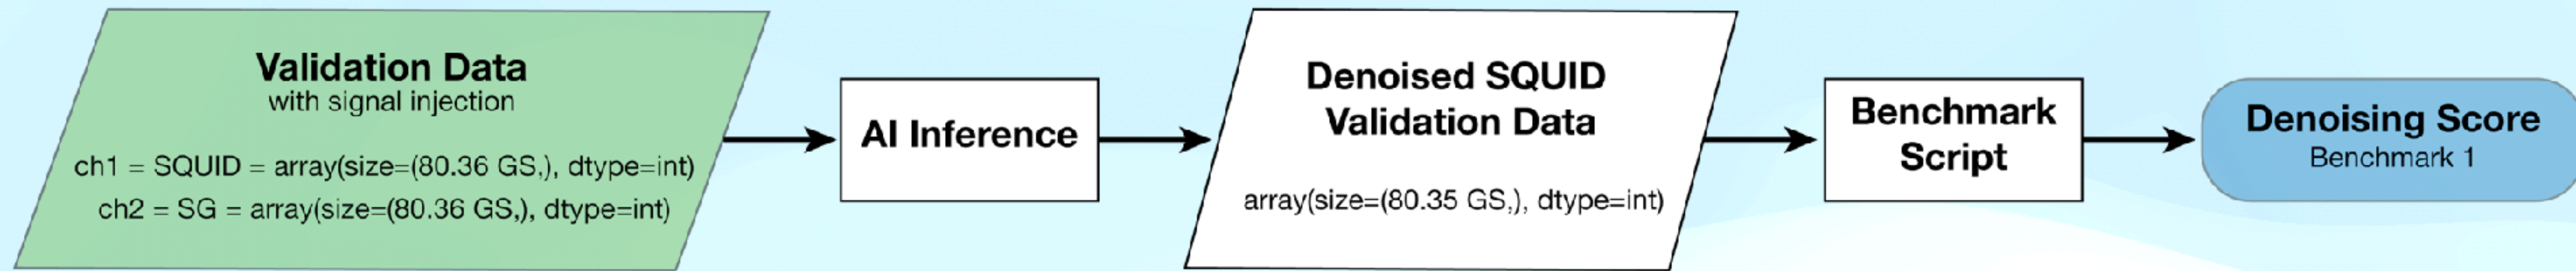 Validation Data
with signal injection
ch1 = SQUID = array(size=(80.36 GS,), dtype=int)
ch2 = SG = array(size=(80.36 GS,), dtype=int)
AI Inference
Denoised SQUID
Validation Data
array(size=(80.35 GS,), dtype=int)
Benchmark
Script
Denoising Score
Benchmark 1